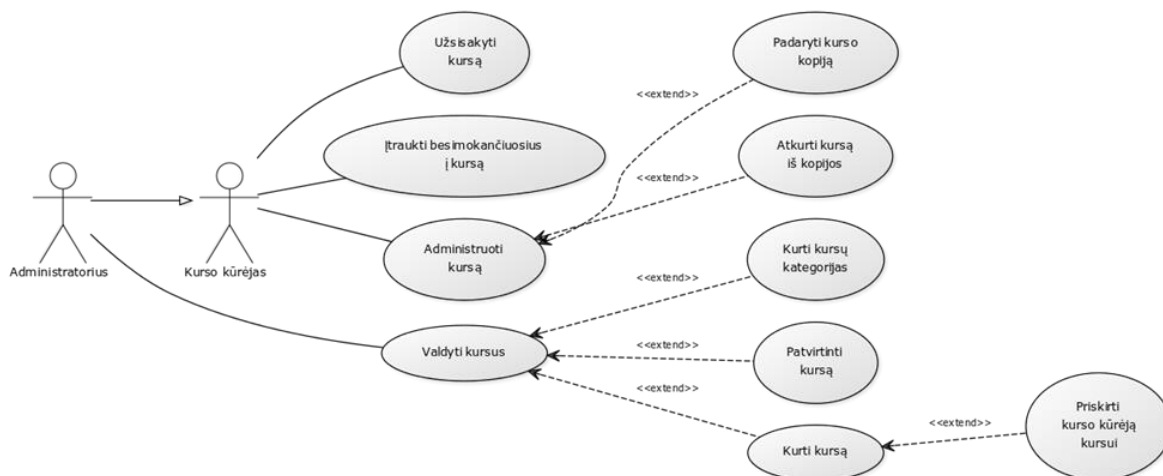 Užsisakyti
kursą
Padaryti kurso
kopiją
<<extend>>
Įtraukti besimokančiuosius
į kursą
Atkurti kursą
iš kopijos
<<extend>>
Administratorius
Kurso kūrėjas
Administruoti
kursą
Kurti kursų
kategorijas
<<extend>>
Valdyti kursus
<<extend>>
Patvirtinti
kursą
<<extend>>
Kurti kursą
<<extend>>
Priskirti
kurso kūrėją
kursui